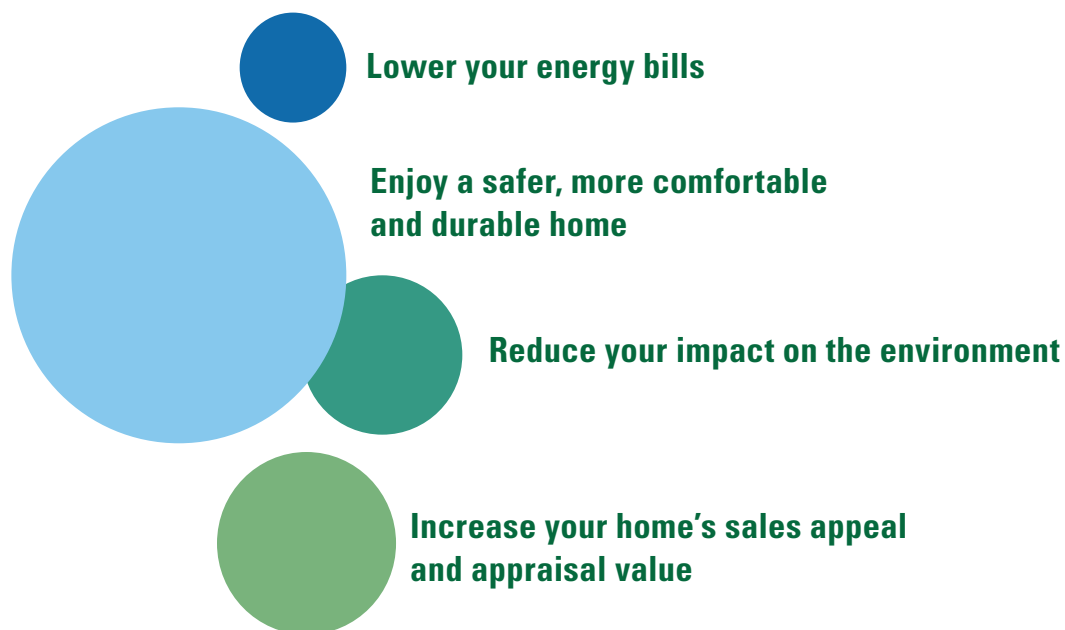 Lower your energy bills
Enjoy a safer, more comfortable
and durable home
Reduce your impact on the environment
Increase your home’s sales appeal
and appraisal value